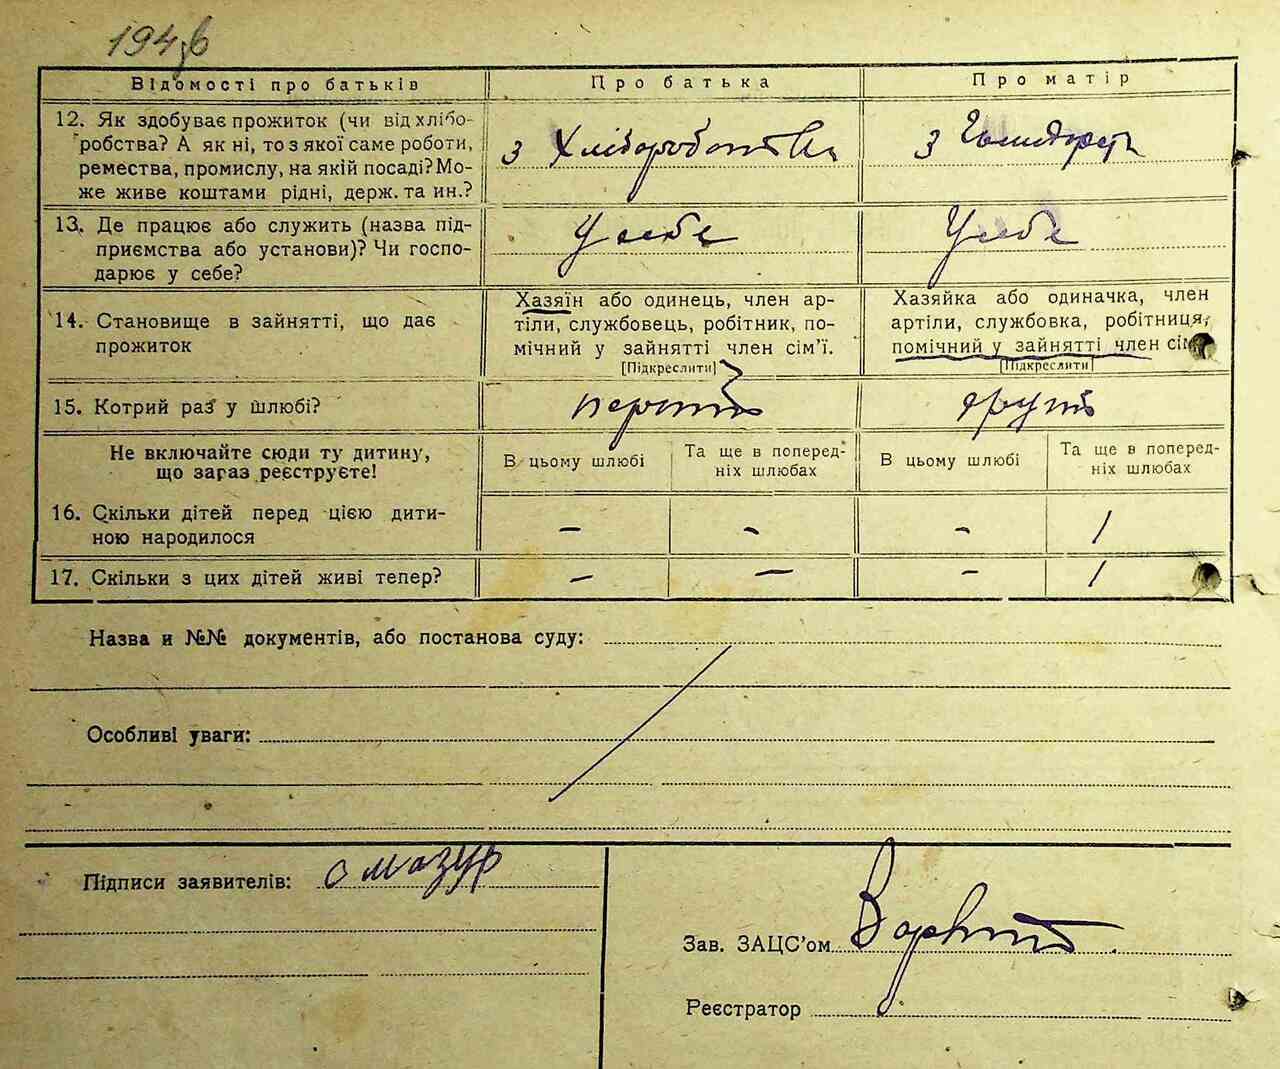 194
Відомості про батьків
Про батька
Про матір
12. Як здобуває прожиток (чи від хлібо-
робства? А як ні, то з якої саме роботи,
ремества, промислу, на якій посаді? Мо-
же живе коштами рідні, держ. та ин.?
з Хліборобства
з
13. Де працює або служить (назва під-
приємства або установи)? Чи госпо-
дарює у себе?
У себе
У себе
14. Становище в зайнятті, що дає
прожиток
Хазяїн або одинець, член ар-
тіли, службовець, робітник, по-
мічний у зайнятті член сім’ї.
[Підкреслити]
Хазяйка або одиначка, член
артіли, службовка, робітниця,
помічний у зайнятті член сім
[Підкреслити]
15. Котрий раз у шлюбі?
перший
другий
Не включайте сюди ту дитину,
що зараз реєструєте!
В цьому шлюбі
Та ще в поперед-
ніх шлюбах
В цьому шлюбі
Та ще в поперед-
ніх шлюбах
16. Скільки дітей перед цією дити-
ною народилося
-
-
-
1
17. Скільки з цих дітей живі тепер?
-
-
-
1
Назва и №№ документів, або постанова суду:
Особливі уваги:
Підписи заявителів: О Мазур
Зав. ЗАЦС’ом
Реєстратор